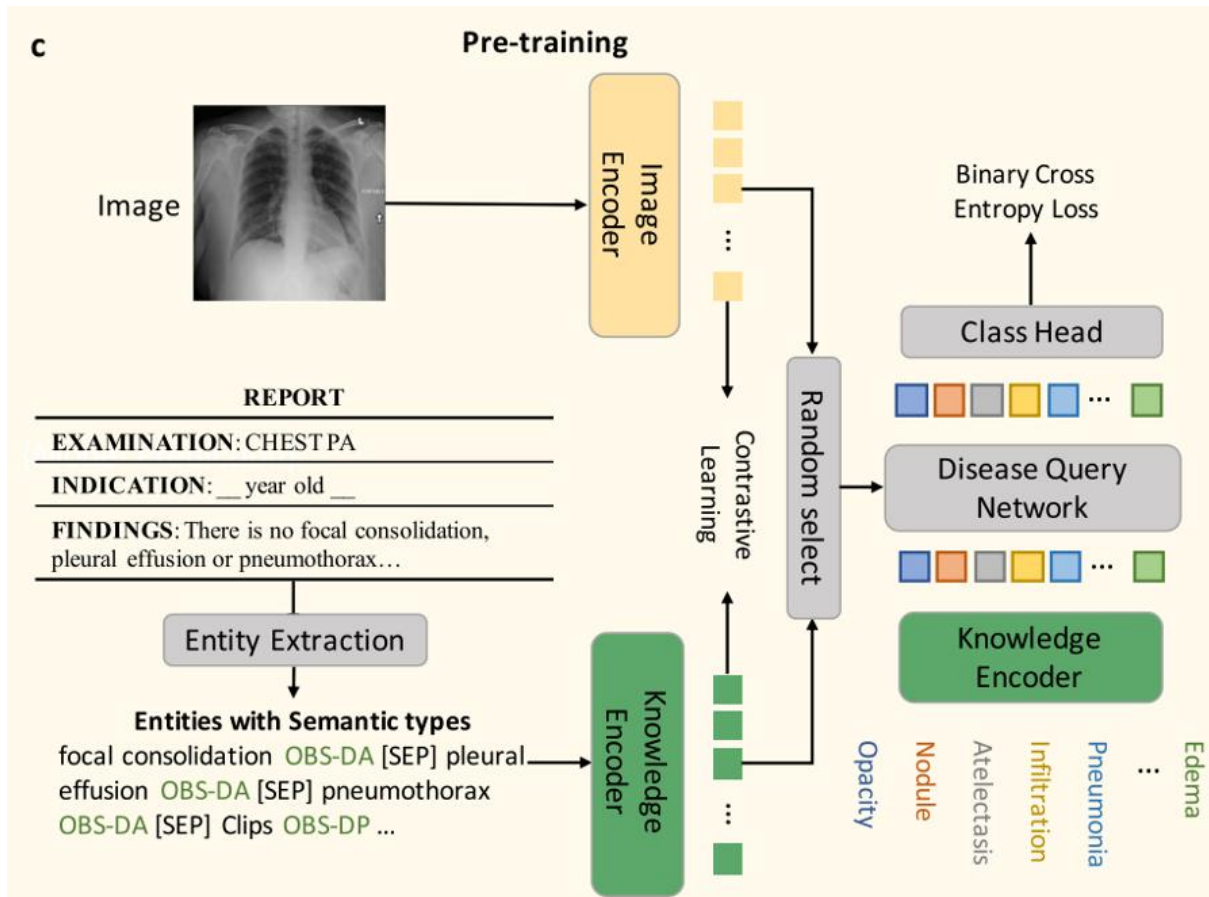 c
Pre-training
Image
Image
Encoder
Binary Cross
Entropy Loss
Class Head
...
Contrastive
Learning
Random select
Disease Query
Network
...
Knowledge
Encoder
Opacity
Nodule
Atelectasis
Infiltration
Pneumonia
...
Edema
REPORT
EXAMINATION: CHEST PA
INDICATION: __ year old __
FINDINGS: There is no focal consolidation,
pleural effusion or pneumothorax...
Entity Extraction
Entities with Semantic types
focal consolidation OBS-DA [SEP] pleural
effusion OBS-DA [SEP] pneumothorax
OBS-DA [SEP] Clips OBS-DP ...
Knowledge
Encoder
...
...